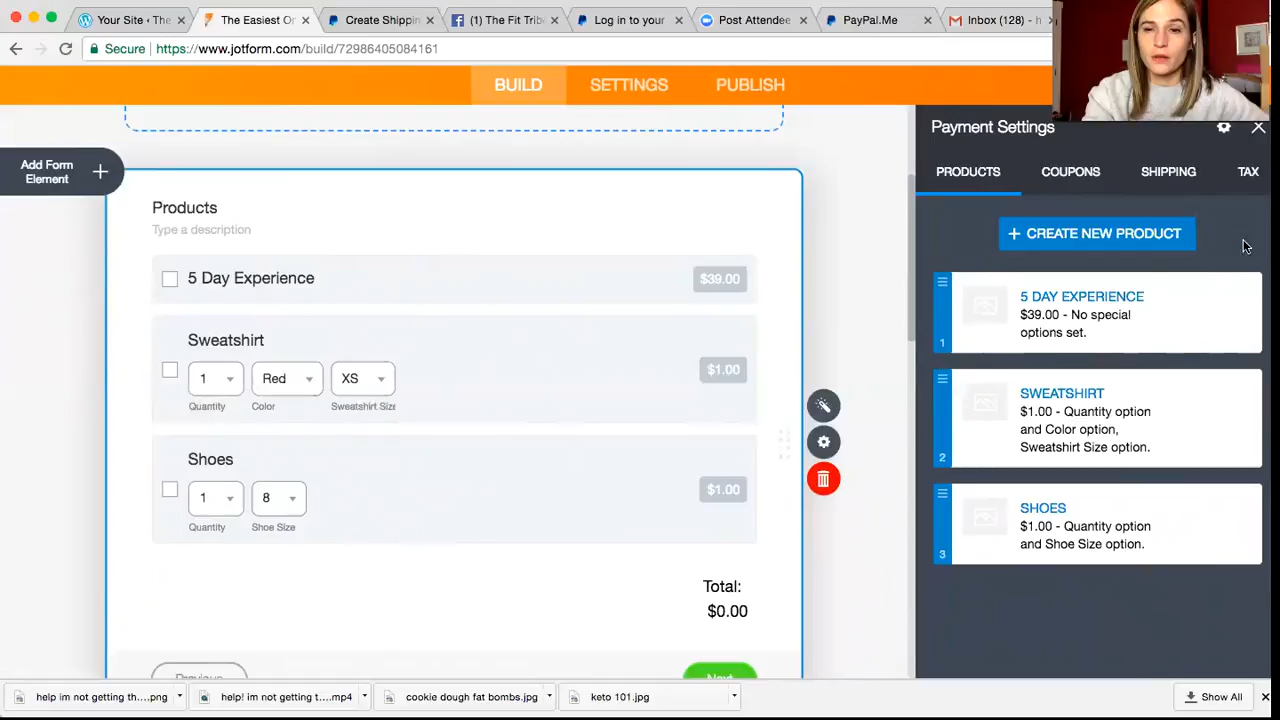 Your Site • The
The Easiest Or
Create Shippin
(1) The Fit Trib
Log in to your
Post Attendee
PayPal.Me
Inbox (128) - h
Secure
https://www.jotform.com/build/72986405084161
BUILD
SETTINGS
PUBLISH
Add Form
Element
Products
Type a description
5 Day Experience
$39.00
Sweatshirt
1
Red
XS
$1.00
Quantity
Color
Sweatshirt Size
Shoes
1
8
$1.00
Quantity
Shoe Size
Total:
$0.00
Previous
Next
Payment Settings
PRODUCTS
COUPONS
SHIPPING
TAX
+ CREATE NEW PRODUCT
5 DAY EXPERIENCE
$39.00 - No special
options set.
1
SWEATSHIRT
$1.00 - Quantity option
and Color option,
Sweatshirt Size option.
2
SHOES
$1.00 - Quantity option
and Shoe Size option.
3
help im not getting th....png
help! im not getting t....mp4
cookie dough fat bombs.jpg
keto 101.jpg
Show All